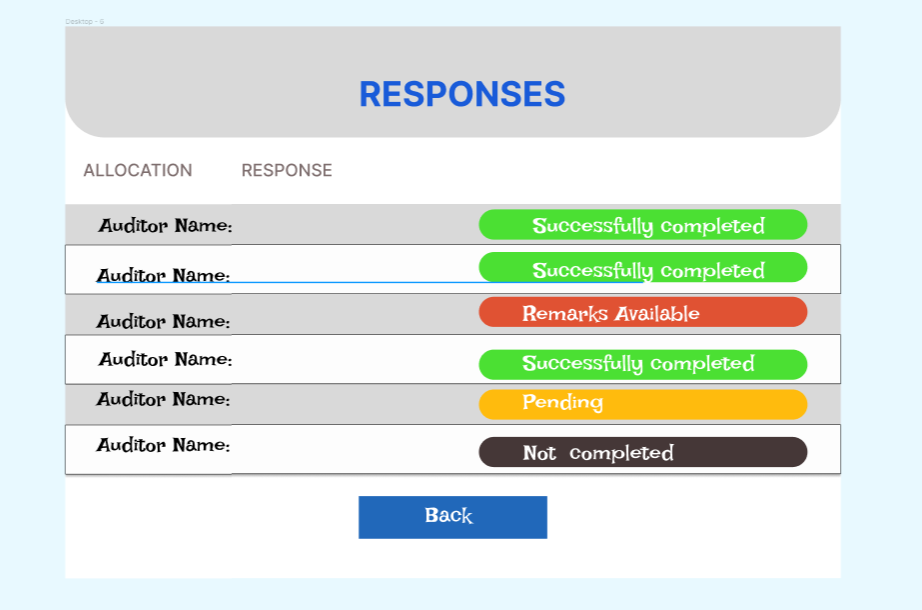 Desktop - 6
RESPONSES
ALLOCATION RESPONSE
Auditor Name: Successfully completed
Auditor Name: Successfully completed
Auditor Name: Remarks Available
Auditor Name: Successfully completed
Auditor Name: Pending
Auditor Name: Not completed
Back